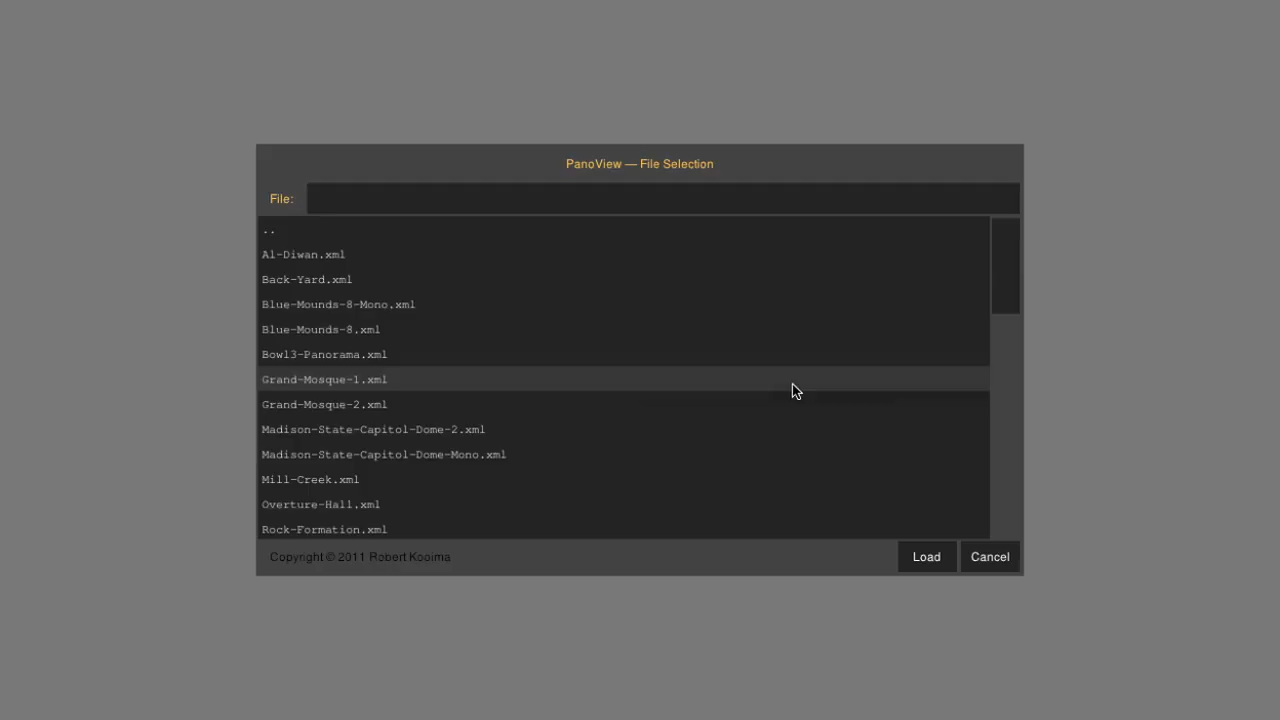 PanoView — File Selection
File:
..
Al-Diwan.xml
Back-Yard.xml
Blue-Mounds-8-Mono.xml
Blue-Mounds-8.xml
Bowl3-Panorama.xml
Grand-Mosque-1.xml
Grand-Mosque-2.xml
Madison-State-Capitol-Dome-2.xml
Madison-State-Capitol-Dome-Mono.xml
Mill-Creek.xml
Overture-Hall.xml
Rock-Formation.xml
Copyright © 2011 Robert Kooima
Load Cancel